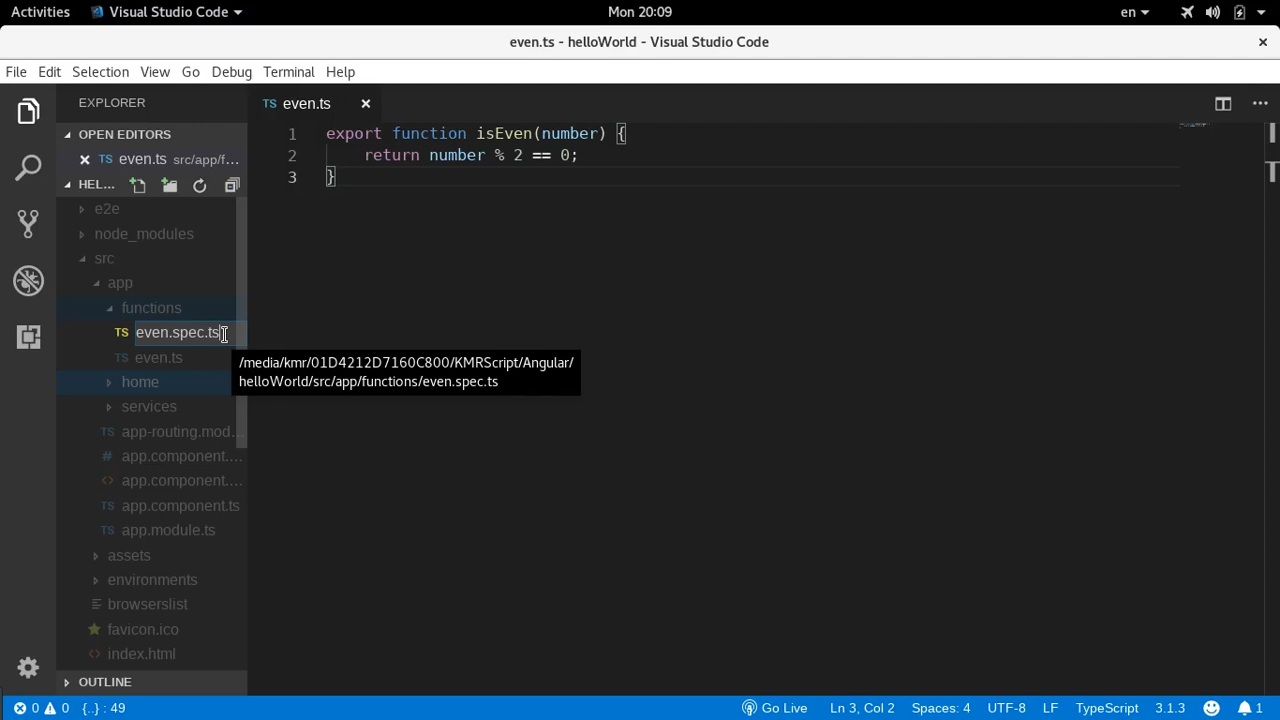 Activities Visual Studio Code Mon 20:09 en
even.ts - helloWorld - Visual Studio Code
File Edit Selection View Go Debug Terminal Help
EXPLORER
OPEN EDITORS
TS even.ts src/app/f...
HEL...
e2e
node_modules
src
app
functions
TS even.spec.ts
TS even.ts
home
services
TS app-routing.mod...
# app.component....
<> app.component....
TS app.component.ts
TS app.module.ts
assets
environments
browserslist
favicon.ico
<> index.html
OUTLINE
TS even.ts
1 export function isEven(number) {
2 return number % 2 == 0;
3 }
/media/kmr/01D4212D7160C800/KMRScript/Angular/
helloWorld/src/app/functions/even.spec.ts
0 0 {..} : 49 Go Live Ln 3, Col 2 Spaces: 4 UTF-8 LF TypeScript 3.1.3 1